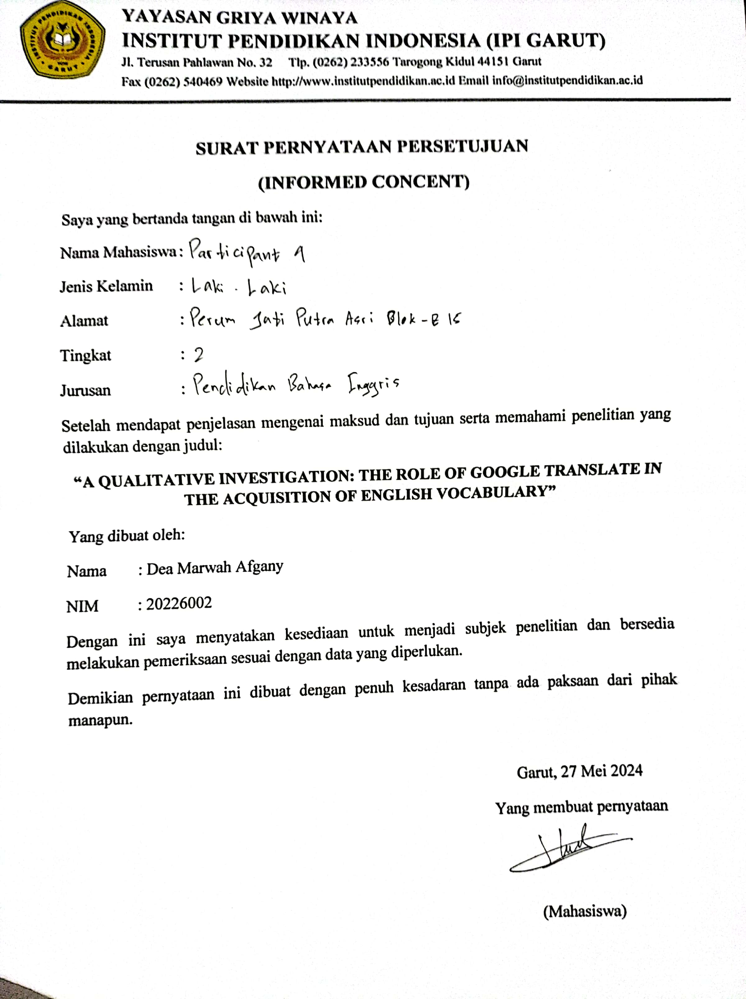 INSTITUT PENDIDIKAN INDONESIA
GARUT
YAYASAN GRIYA WINAYA
INSTITUT PENDIDIKAN INDONESIA (IPI GARUT)
Jl. Terusan Pahlawan No. 32 Tlp. (0262) 233556 Tarogong Kidul 44151 Garut
Fax (0262) 540469 Website http://www.institutpendidikan.ac.id Email info@institutpendidikan.ac.id
SURAT PERNYATAAN PERSETUJUAN
(INFORMED CONCENT)
Saya yang bertanda tangan di bawah ini:
Nama Mahasiswa : Participant
Jenis Kelamin : Laki - Laki
Alamat : Perum Jati Putra Asri Blok - E 15
Tingkat : 2
Jurusan : Pendidikan Bahasa Inggris
Setelah mendapat penjelasan mengenai maksud dan tujuan serta memahami penelitian yang
dilakukan dengan judul:
“A QUALITATIVE INVESTIGATION: THE ROLE OF GOOGLE TRANSLATE IN
THE ACQUISITION OF ENGLISH VOCABULARY”
Yang dibuat oleh:
Nama : Dea Marwah Afgany
NIM : 20226002
Dengan ini saya menyatakan kesediaan untuk menjadi subjek penelitian dan bersedia
melakukan pemeriksaan sesuai dengan data yang diperlukan.
Demikian pernyataan ini dibuat dengan penuh kesadaran tanpa ada paksaan dari pihak
manapun.
Garut, 27 Mei 2024
Yang membuat pernyataan
(Mahasiswa)